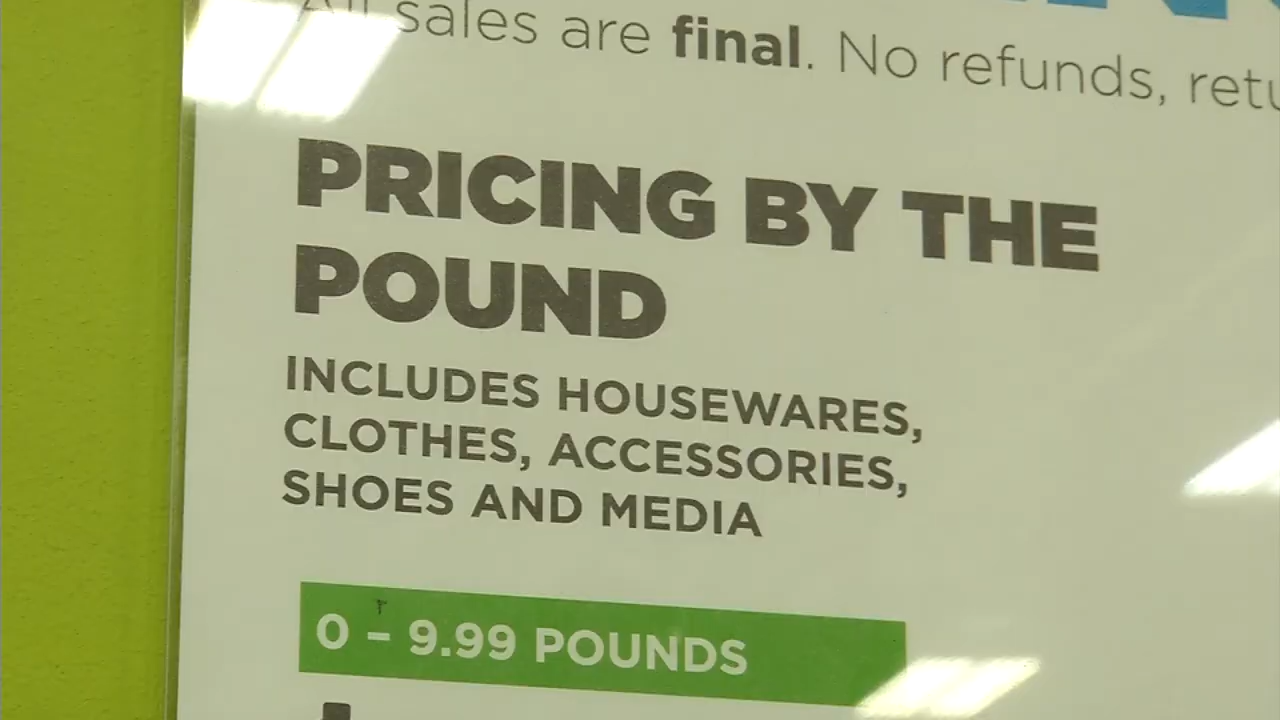 All sales are final. No refunds,
PRICING BY THE
POUND
INCLUDES HOUSEWARES,
CLOTHES, ACCESSORIES,
SHOES AND MEDIA
0 – 9.99 POUNDS